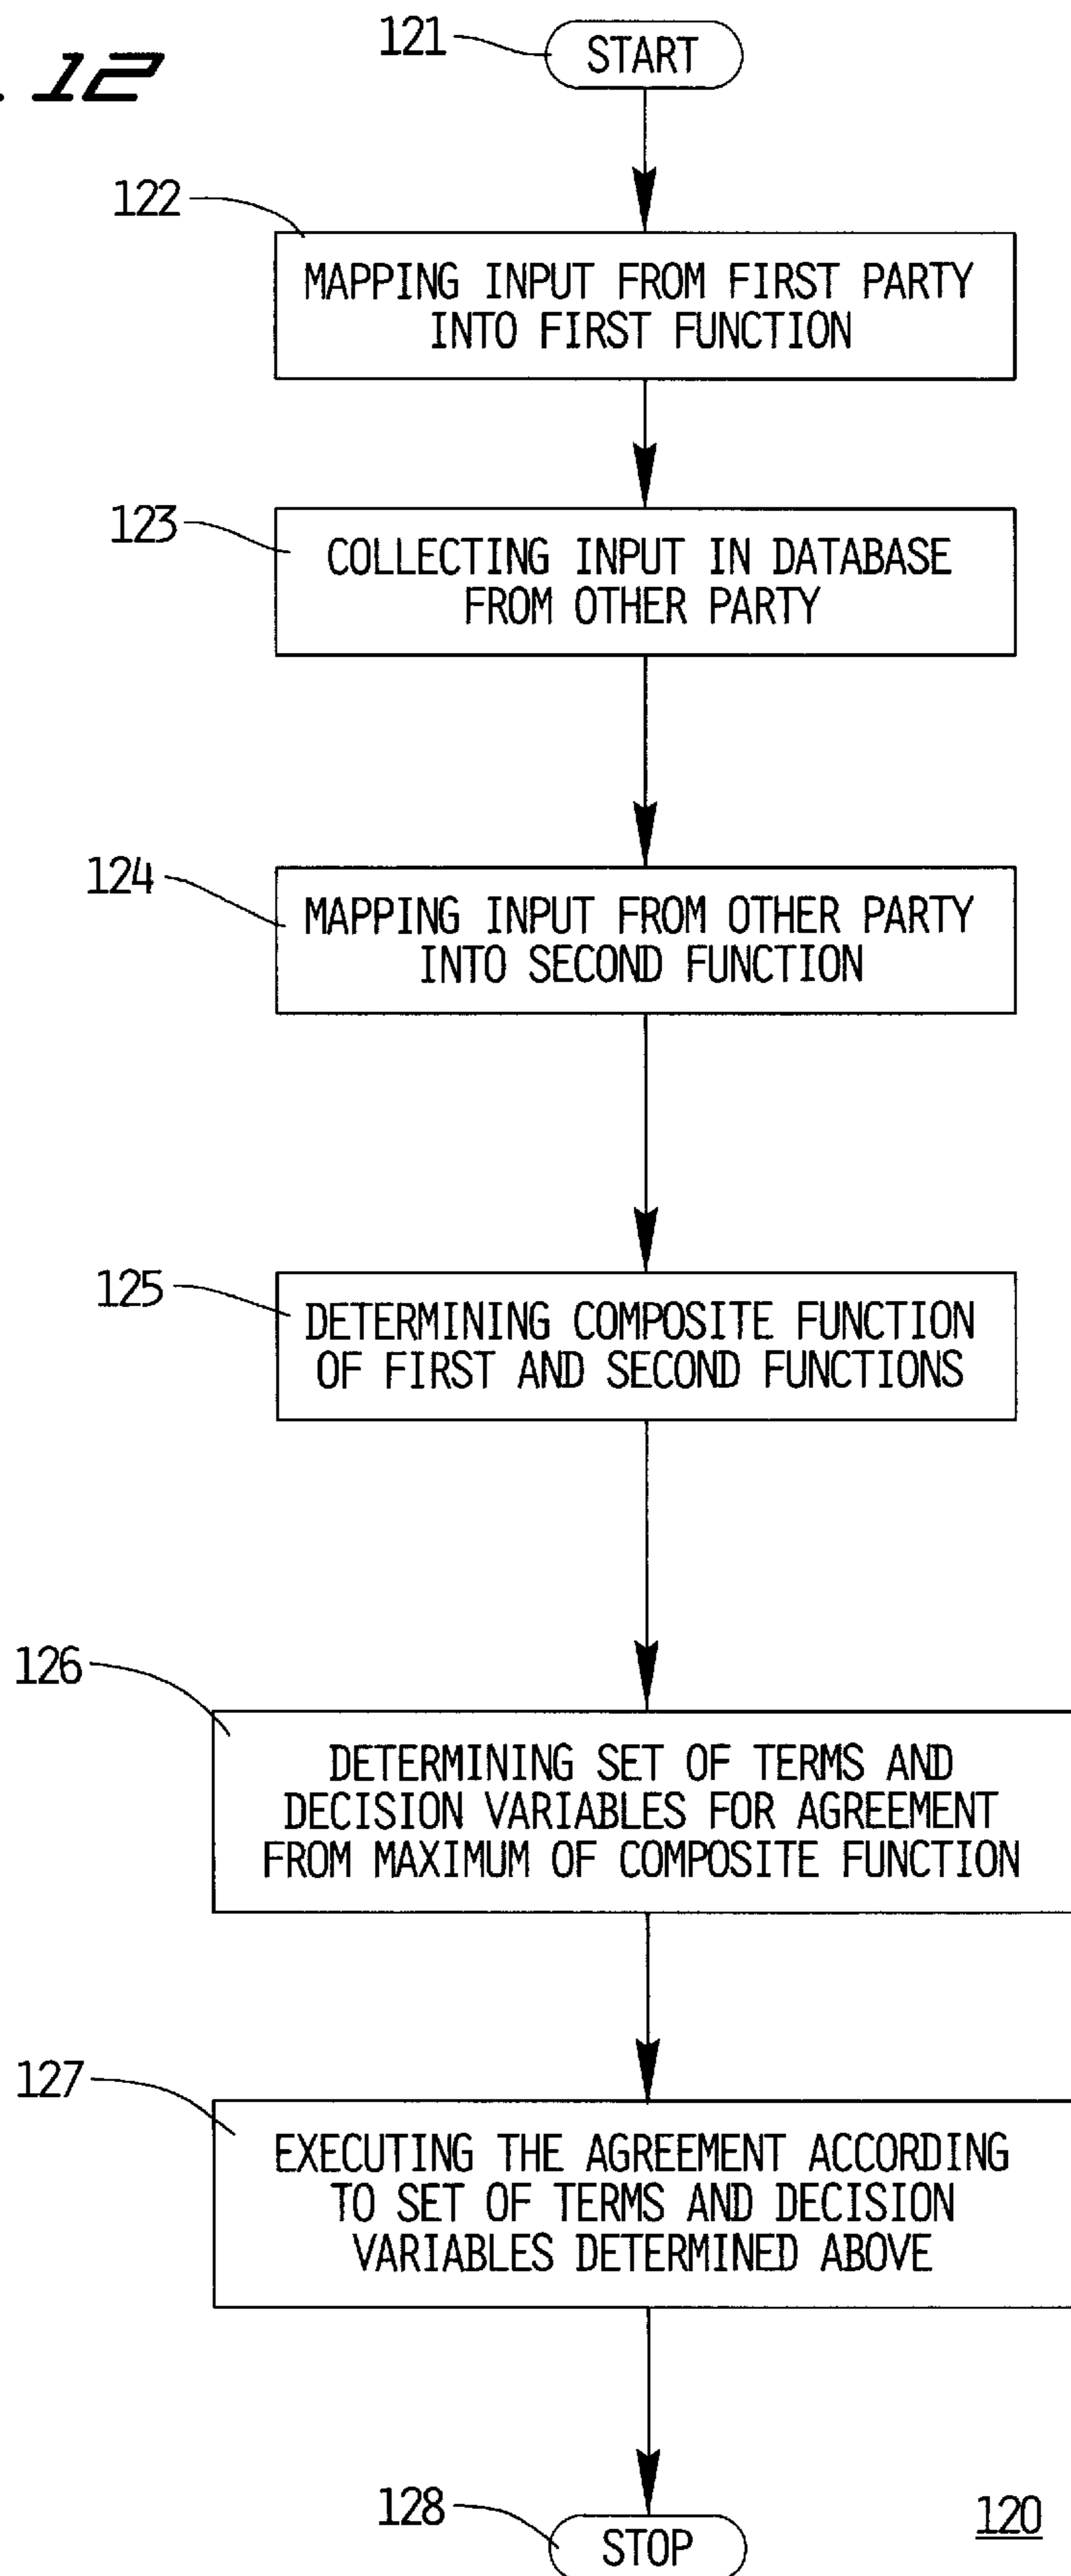 12
121
START
122
MAPPING INPUT FROM FIRST PARTY
INTO FIRST FUNCTION
123
COLLECTING INPUT IN DATABASE
FROM OTHER PARTY
124
MAPPING INPUT FROM OTHER PARTY
INTO SECOND FUNCTION
125
DETERMINING COMPOSITE FUNCTION
OF FIRST AND SECOND FUNCTIONS
126
DETERMINING SET OF TERMS AND
DECISION VARIABLES FOR AGREEMENT
FROM MAXIMUM OF COMPOSITE FUNCTION
127
EXECUTING THE AGREEMENT ACCORDING
TO SET OF TERMS AND DECISION
VARIABLES DETERMINED ABOVE
128
STOP
120